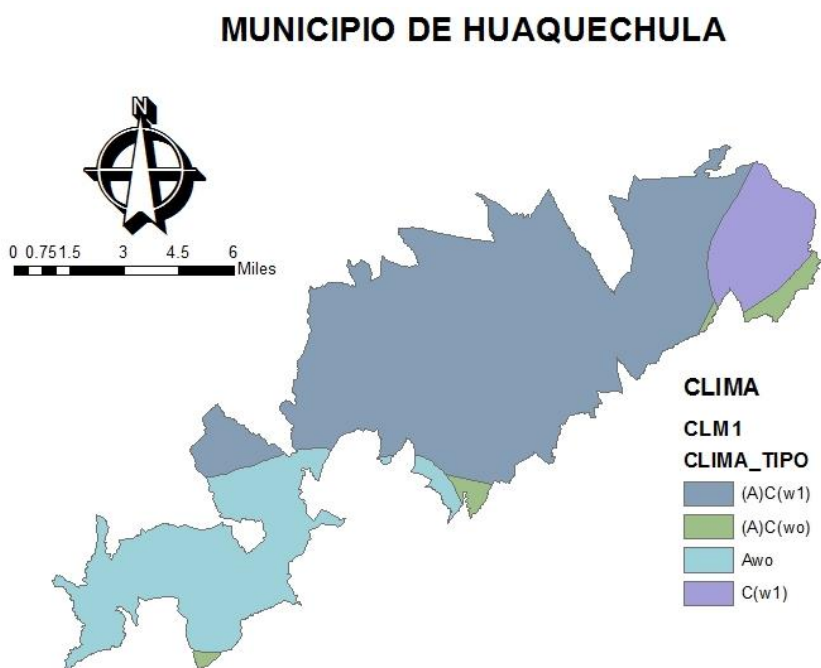 MUNICIPIO DE HUAQUECHULA
N
0 0.75 1.5 3 4.5 6
Miles
CLIMA
CLM1
CLIMA_TIPO
(A)C(w1)
(A)C(wo)
Awo
C(w1)